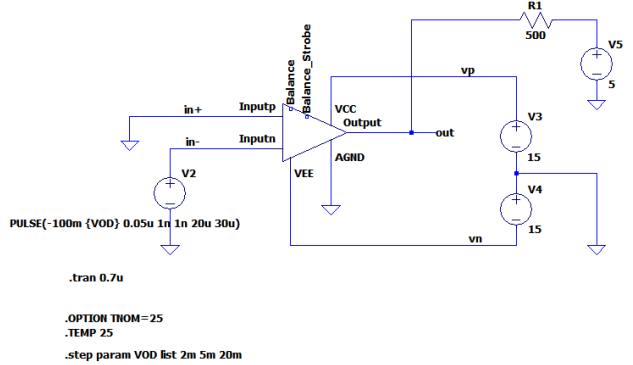 R1
500
V5
5
Balance
Balance_Strobe
vp
in+
Inputp
VCC
Output
out
V3
15
in-
Inputn
AGND
VEE
V2
V4
15
PULSE(-100m {VOD} 0.05u 1n 1n 20u 30u)
vn
.tran 0.7u
.OPTION TNOM=25
.TEMP 25
.step param VOD list 2m 5m 20m